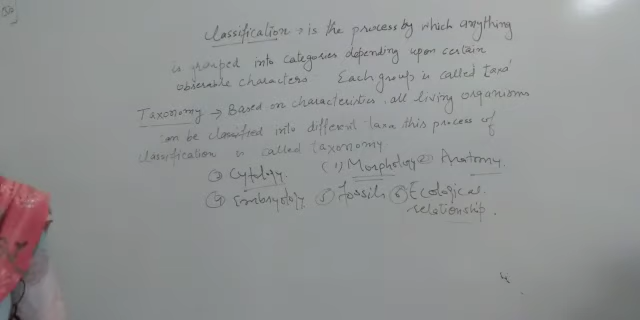 Classification → is the process by which anything
is grouped into categories depending upon certain
observable characters. Each group is called 'taxa'
Taxonomy → Based on characteristics, all living organisms
can be classified into different taxa this process of
classification is called taxonomy.
③ Cytology. (1) Morphology ② Anatomy.
④ Embryology ⑤ Fossils ⑥ Ecological
relationship.